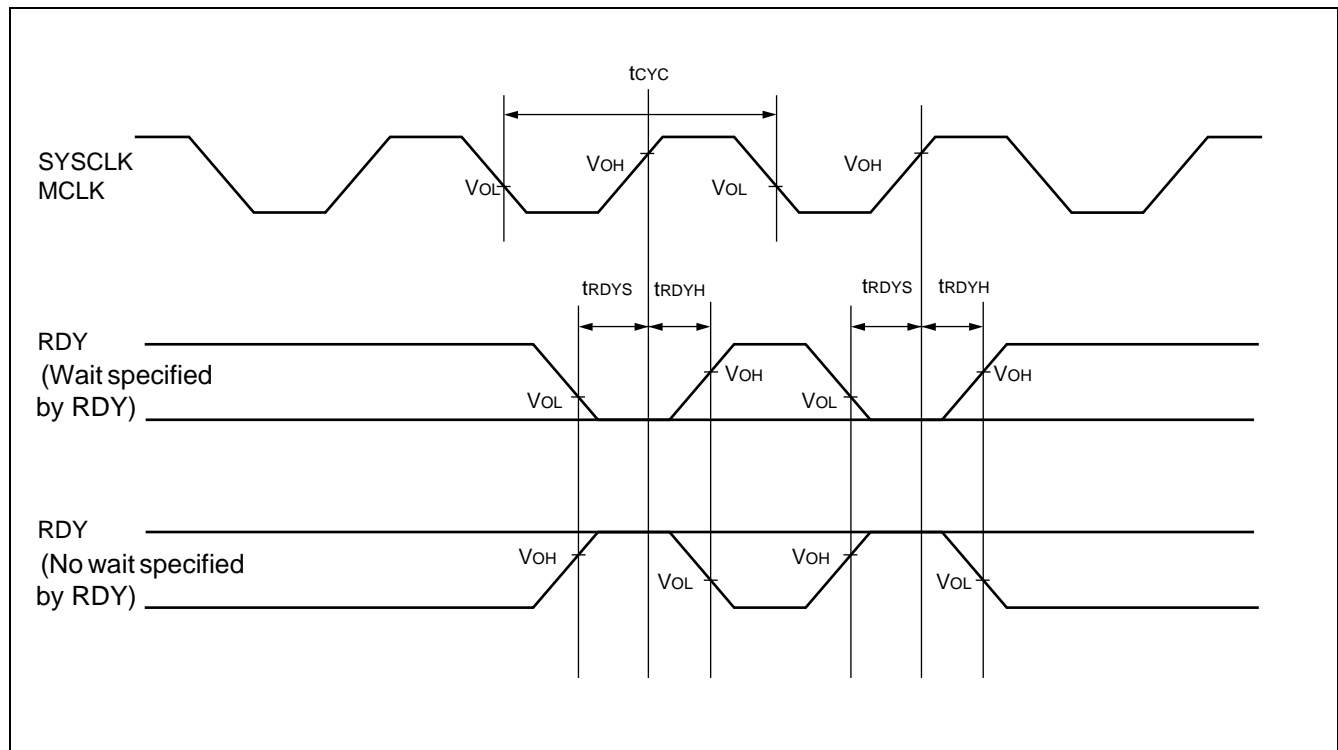 tCYC
SYSCLK
MCLK
VOL
VOH
VOL
VOH
tRDYS
tRDYH
tRDYS
tRDYH
RDY
(Wait specified
by RDY)
VOL
VOH
VOL
VOH
RDY
(No wait specified
by RDY)
VOH
VOL
VOH
VOL